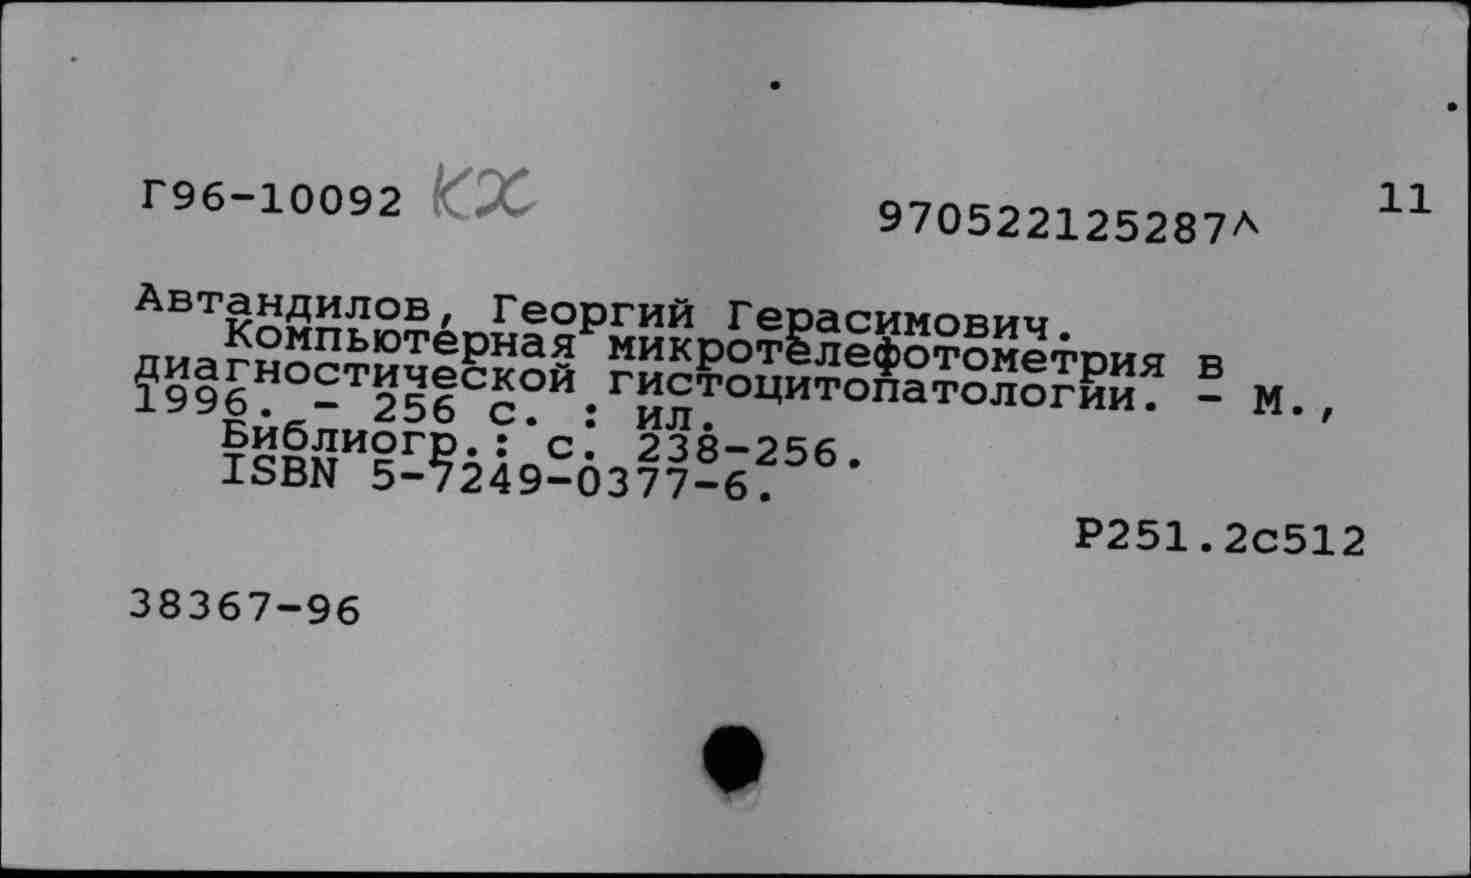 Г96-10092 КХ
970522125287Л 11
Автандилов, Георгий Герасимович.
Компьютерная микротелефотометрия в
диагностической гистоцитопатологии. - М.,
1996. - 256 с. : ил.
Библиогр.: с. 238-256.
ISBN 5-7249-0377-6.
Р251.2с512
38367-96